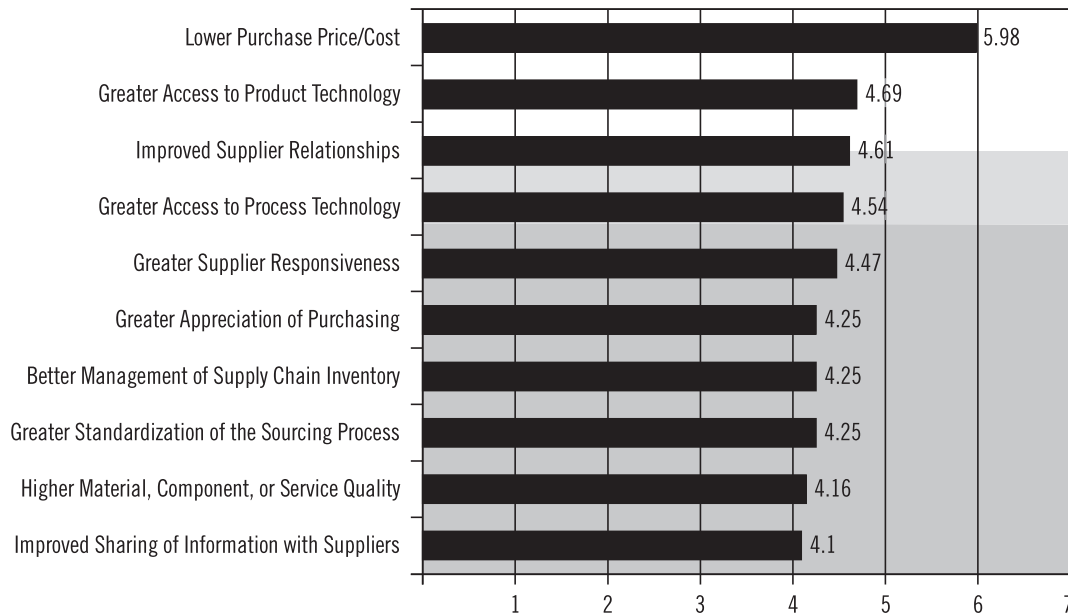 Lower Purchase Price/Cost 5.98
Greater Access to Product Technology 4.69
Improved Supplier Relationships 4.61
Greater Access to Process Technology 4.54
Greater Supplier Responsiveness 4.47
Greater Appreciation of Purchasing 4.25
Better Management of Supply Chain Inventory 4.25
Greater Standardization of the Sourcing Process 4.25
Higher Material, Component, or Service Quality 4.16
Improved Sharing of Information with Suppliers 4.1
1 2 3 4 5 6 7